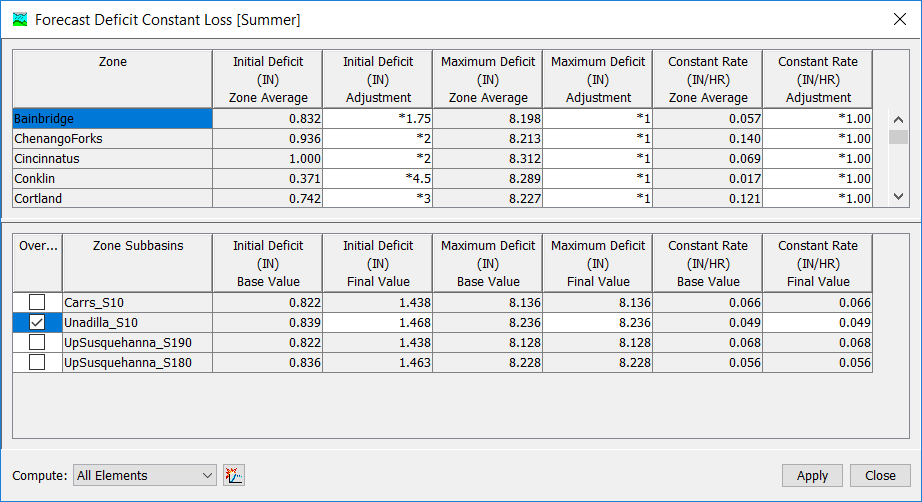 Forecast Deficit Constant Loss [Summer]
Zone Initial Deficit Initial Deficit Maximum Deficit Maximum Deficit Constant Rate Constant Rate
(IN) (IN) (IN) (IN) (IN/HR) (IN/HR)
Zone Average Adjustment Zone Average Adjustment Zone Average Adjustment
Bainbridge 0.832 *1.75 8.198 *1 0.057 *1.00
ChenangoForks 0.936 *2 8.213 *1 0.140 *1.00
Cincinnatus 1.000 *2 8.312 *1 0.069 *1.00
Conklin 0.371 *4.5 8.289 *1 0.017 *1.00
Cortland 0.742 *3 8.227 *1 0.121 *1.00
Over... Zone Subbasins Initial Deficit Initial Deficit Maximum Deficit Maximum Deficit Constant Rate Constant Rate
(IN) (IN) (IN) (IN) (IN/HR) (IN/HR)
Base Value Final Value Base Value Final Value Base Value Final Value
Carrs_S10 0.822 1.438 8.136 8.136 0.066 0.066
Unadilla_S10 0.839 1.468 8.236 8.236 0.049 0.049
UpSusquehanna_S190 0.822 1.438 8.128 8.128 0.068 0.068
UpSusquehanna_S180 0.836 1.463 8.228 8.228 0.056 0.056
Compute: All Elements Apply Close